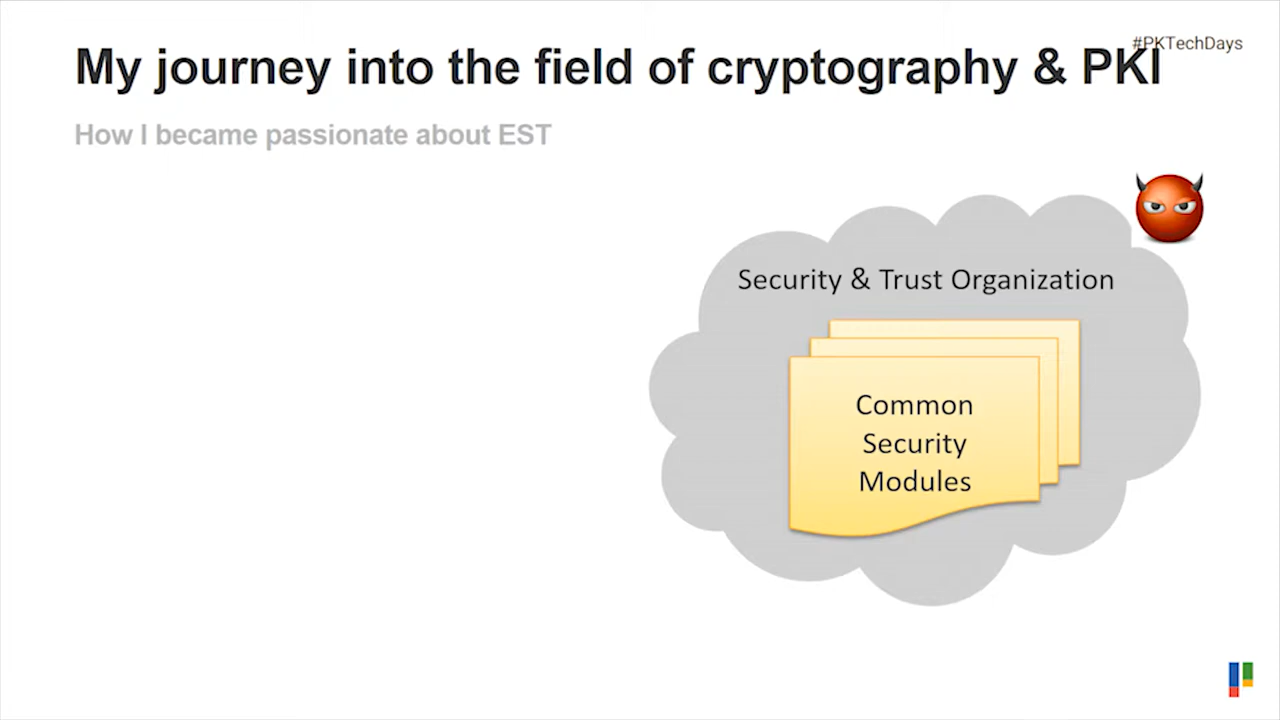 #PKTechDays
My journey into the field of cryptography & PKI
How I became passionate about EST
Security & Trust Organization
Common
Security
Modules